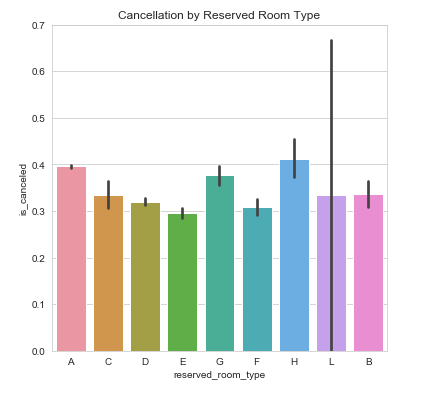 Cancellation by Reserved Room Type
0.7
0.6
0.5
0.4
0.3
0.2
0.1
0.0
is_canceled
A C D E G F H L B
reserved_room_type